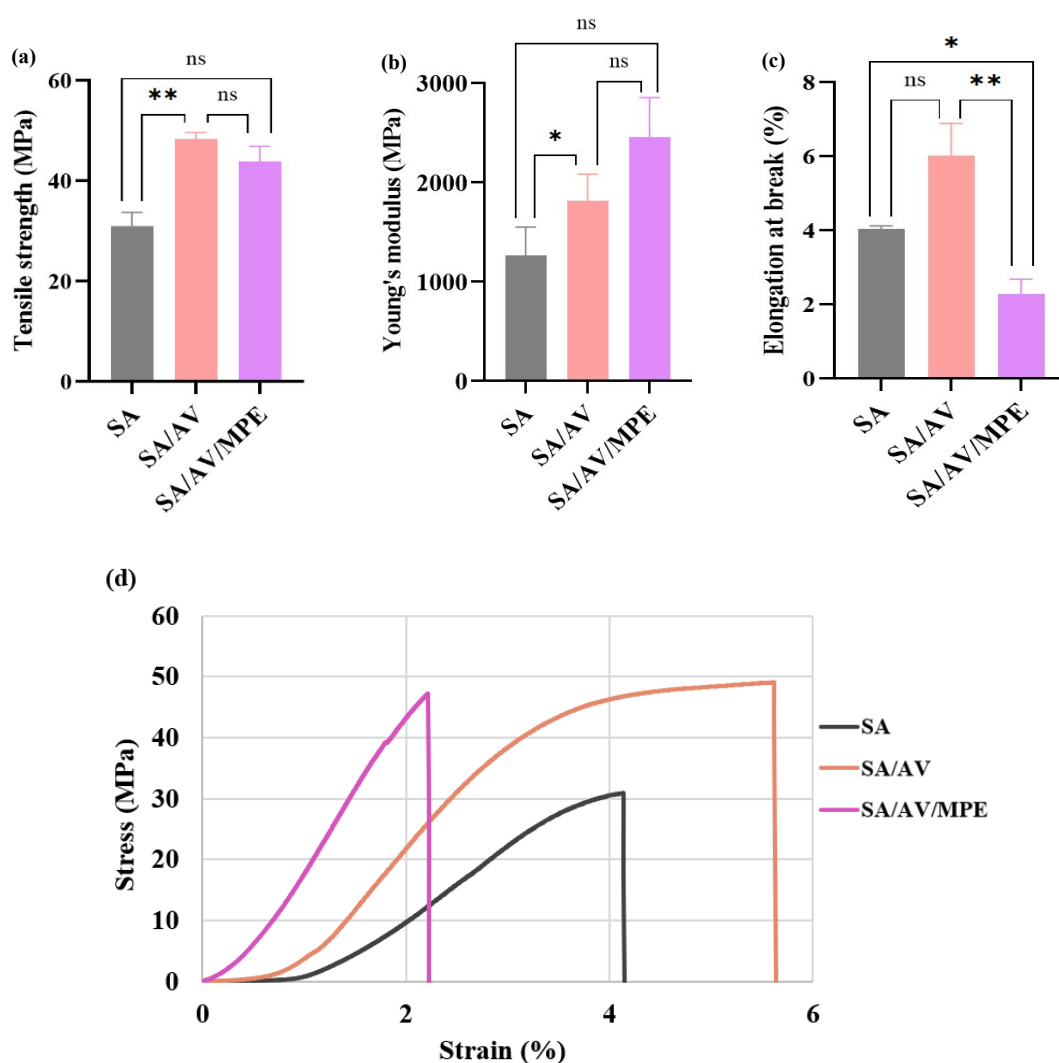 (a)
Tensile strength (MPa)
60
40
20
0
ns
**
ns
SA
SA/AV
SA/AV/MPE
(b)
Young's modulus (MPa)
3000
2000
1000
0
ns
ns
*
SA
SA/AV
SA/AV/MPE
(c)
Elongation at break (%)
8
6
4
2
0
*
ns
**
SA
SA/AV
SA/AV/MPE
(d)
Stress (MPa)
60
50
40
30
20
10
0
0
2
4
6
Strain (%)
SA
SA/AV
SA/AV/MPE